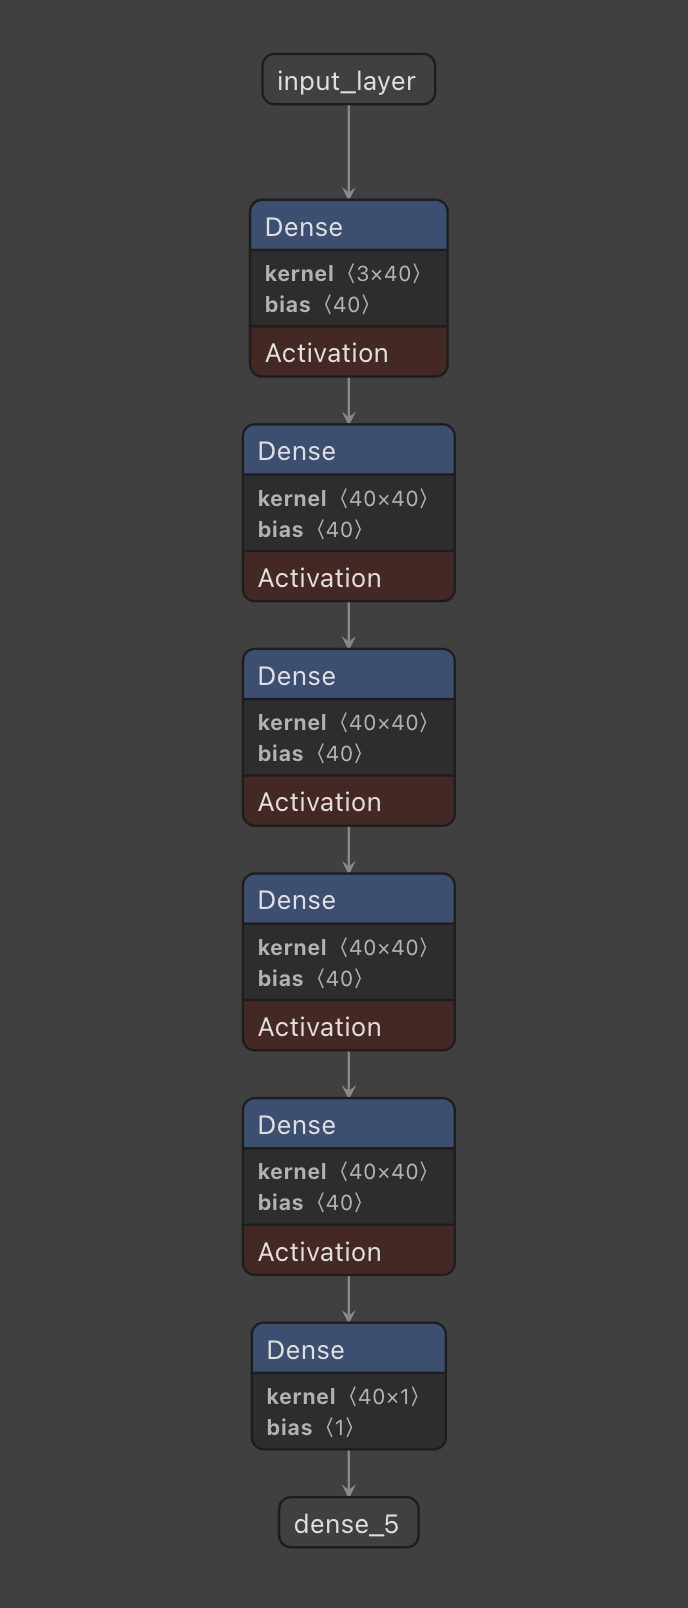 input_layer
Dense
kernel 〈3×40〉
bias 〈40〉
Activation
Dense
kernel 〈40×40〉
bias 〈40〉
Activation
Dense
kernel 〈40×40〉
bias 〈40〉
Activation
Dense
kernel 〈40×40〉
bias 〈40〉
Activation
Dense
kernel 〈40×40〉
bias 〈40〉
Activation
Dense
kernel 〈40×1〉
bias 〈1〉
dense_5